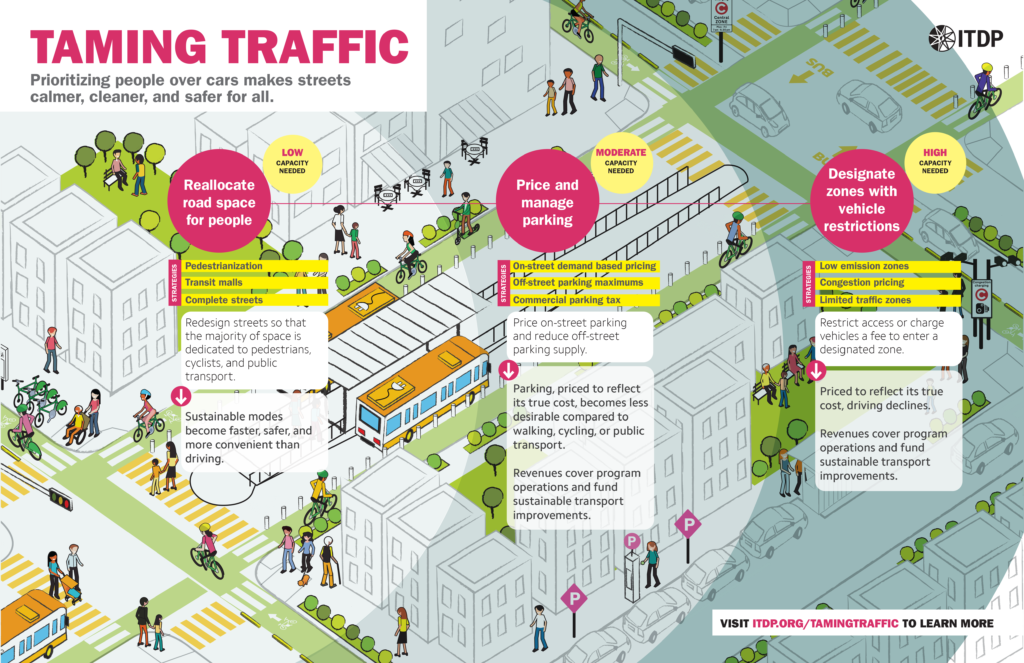 TAMING TRAFFIC
Prioritizing people over cars makes streets
calmer, cleaner, and safer for all.
ITDP
C
Central
ZONE
BUS
BUS
LOW
CAPACITY
NEEDED
Reallocate
road space
for people
STRATEGIES
Pedestrianization
Transit malls
Complete streets
Redesign streets so that
the majority of space is
dedicated to pedestrians,
cyclists, and public
transport.
Sustainable modes
become faster, safer, and
more convenient than
driving.
MODERATE
CAPACITY
NEEDED
Price and
manage
parking
STRATEGIES
On-street demand based pricing
Off-street parking maximums
Commercial parking tax
Price on-street parking
and reduce off-street
parking supply.
Parking, priced to reflect
its true cost, becomes less
desirable compared to
walking, cycling, or public
transport.
Revenues cover program
operations and fund
sustainable transport
improvements.
HIGH
CAPACITY
NEEDED
Designate
zones with
vehicle
restrictions
STRATEGIES
Low emission zones
Congestion pricing
Limited traffic zones
Restrict access or charge
vehicles a fee to enter a
designated zone.
Priced to reflect its true
cost, driving declines.
Revenues cover program
operations and fund
sustainable transport
improvements.
C
P
P
P
VISIT ITDP.ORG/TAMINGTRAFFIC TO LEARN MORE